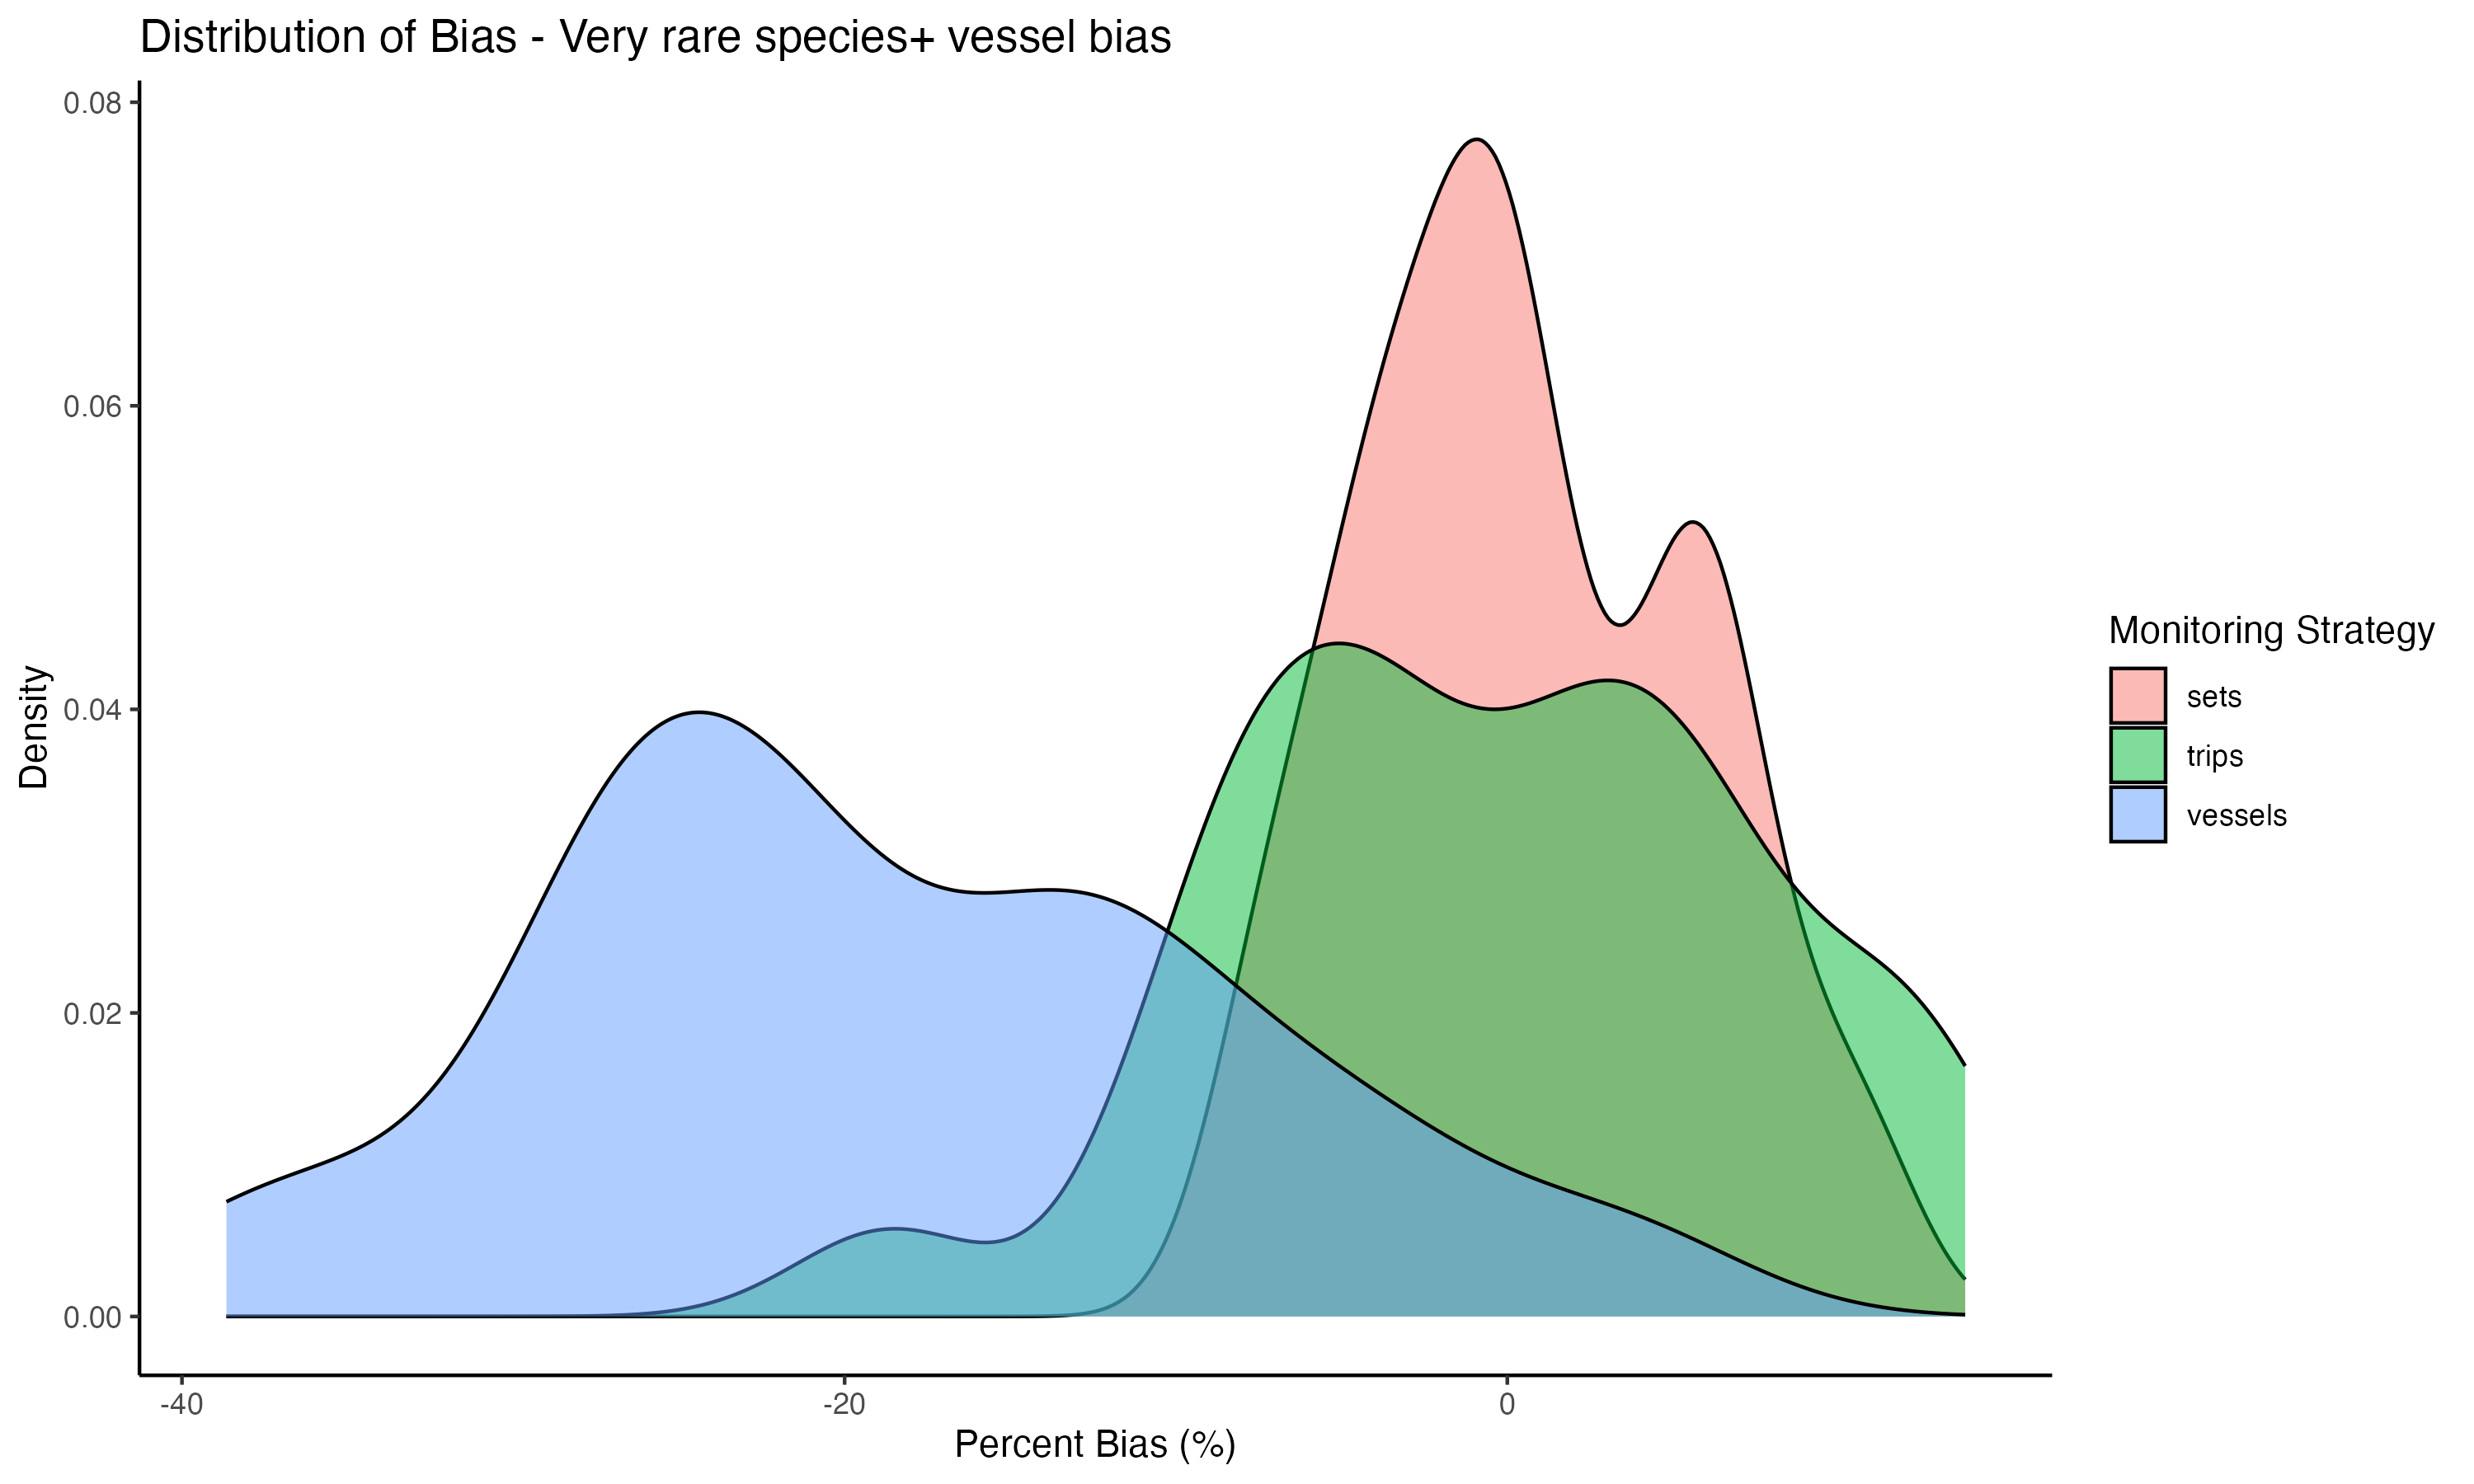 Distribution of Bias - Very rare species+ vessel bias
0.08
0.06
0.04
0.02
0.00
Density
-40
-20
0
Percent Bias (%)
Monitoring Strategy
sets
trips
vessels